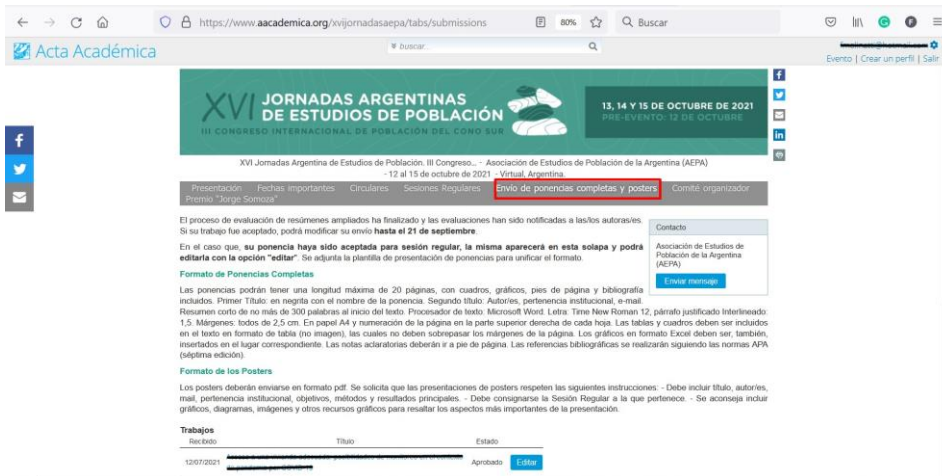 https://www.aacademica.org/xvijornadasaepa/tabs/submissions
80%
Buscar
Acta Académica
buscar...
Evento | Crear un perfil | Salir
XVI JORNADAS ARGENTINAS
DE ESTUDIOS DE POBLACIÓN
III CONGRESO INTERNACIONAL DE POBLACIÓN DEL CONO SUR
13, 14 Y 15 DE OCTUBRE DE 2021
PRE-EVENTO: 12 DE OCTUBRE
XVI Jornadas Argentina de Estudios de Población. III Congreso... - Asociación de Estudios de Población de la Argentina (AEPA)
- 12 al 15 de octubre de 2021 - Virtual, Argentina.
Presentación Fechas importantes Circulares Sesiones Regulares Envío de ponencias completas y posters Comité organizador
Premio "Jorge Somoza"
El proceso de evaluación de resúmenes ampliados ha finalizado y las evaluaciones han sido notificadas a las/los autoras/es.
Si su trabajo fue aceptado, podrá modificar su envío hasta el 21 de septiembre.
En el caso que, su ponencia haya sido aceptada para sesión regular, la misma aparecerá en esta solapa y podrá
editarla con la opción "editar". Se adjunta la plantilla de presentación de ponencias para unificar el formato.
Contacto
Asociación de Estudios de
Población de la Argentina
(AEPA)
Enviar mensaje
Formato de Ponencias Completas
Las ponencias podrán tener una longitud máxima de 20 páginas, con cuadros, gráficos, pies de página y bibliografía
incluidos. Primer Título: en negrita con el nombre de la ponencia. Segundo título: Autor/es, pertenencia institucional, e-mail.
Resumen corto de no más de 300 palabras al inicio del texto. Procesador de texto: Microsoft Word. Letra: Time New Roman 12, párrafo justificado Interlineado:
1,5. Márgenes: todos de 2,5 cm. En papel A4 y numeración de la página en la parte superior derecha de cada hoja. Las tablas y cuadros deben ser incluidos
en el texto en formato de tabla (no imagen), las cuales no deben sobrepasar los márgenes de la página. Los gráficos en formato Excel deben ser, también,
insertados en el lugar correspondiente. Las notas aclaratorias deberán ir a pie de página. Las referencias bibliográficas se realizarán siguiendo las normas APA
(séptima edición).
Formato de los Posters
Los posters deberán enviarse en formato pdf. Se solicita que las presentaciones de posters respeten las siguientes instrucciones: - Debe incluir título, autor/es,
mail, pertenencia institucional, objetivos, métodos y resultados principales. - Debe consignarse la Sesión Regular a la que pertenece. - Se aconseja incluir
gráficos, diagramas, imágenes y otros recursos gráficos para resaltar los aspectos más importantes de la presentación.
Trabajos
Recibido Título Estado
12/07/2021 Aprobado Editar